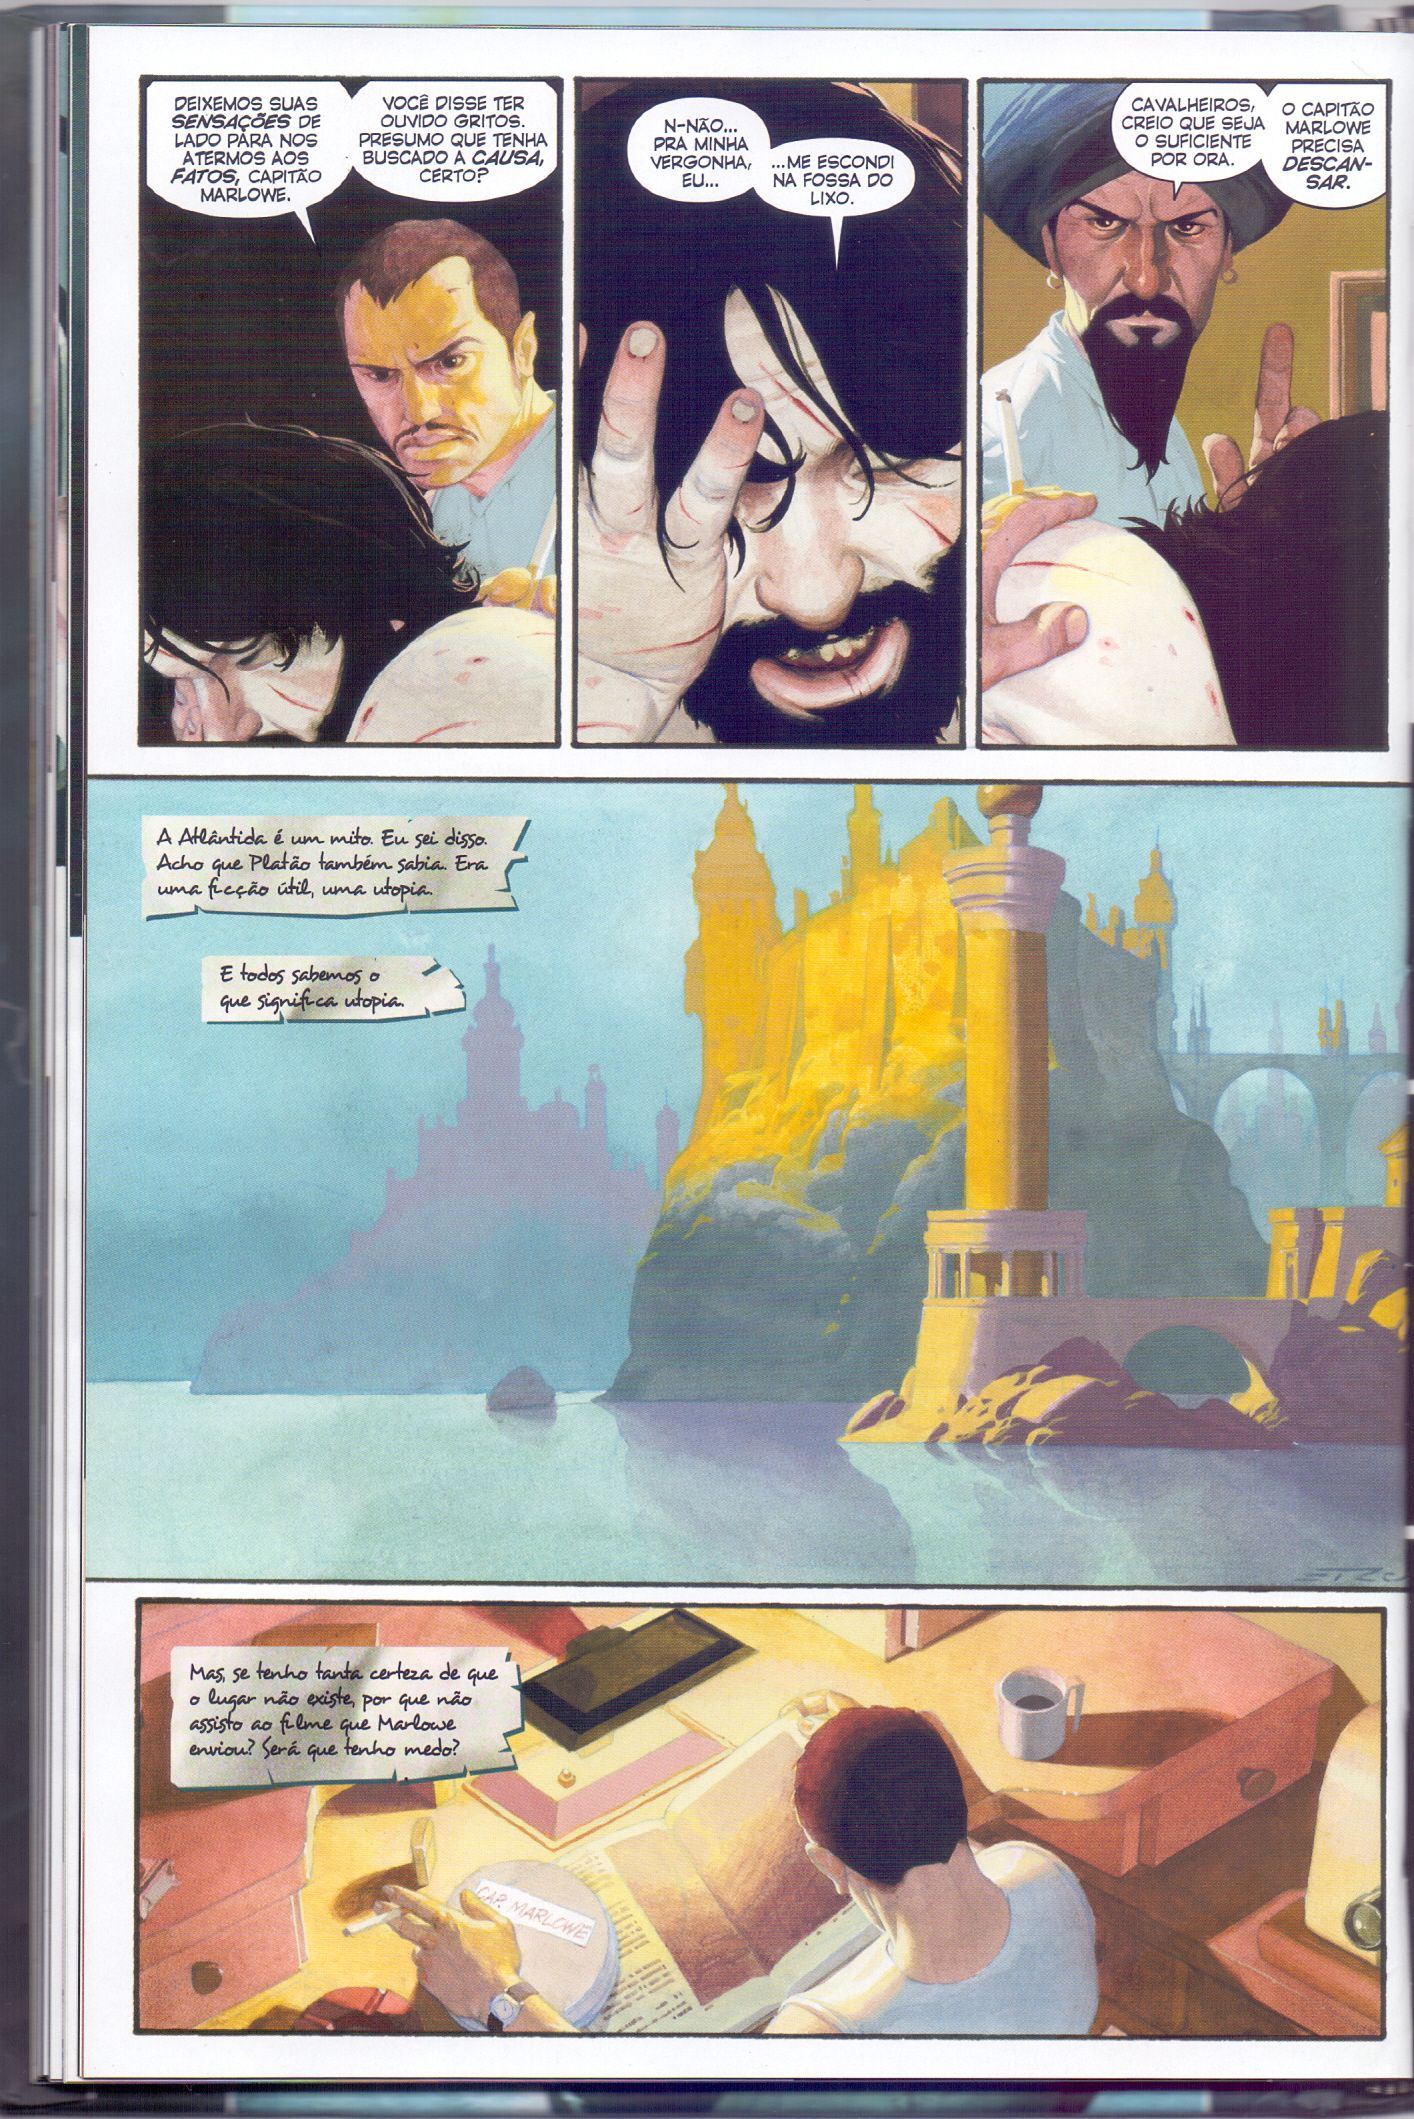 DEIXEMOS SUAS
SENSAÇÕES DE
LADO PARA NOS
ATERMOS AOS
FATOS, CAPITÃO
MARLOWE.
VOCÊ DISSE TER
OUVIDO GRITOS.
PRESUMO QUE TENHA
BUSCADO A CAUSA,
CERTO?
N-NÃO...
PRA MINHA
VERGONHA,
EU...
...ME ESCONDI
NA FOSSA DO
LIXO.
CAVALHEIROS,
CREIO QUE SEJA
O SUFICIENTE
POR ORA.
O CAPITÃO
MARLOWE
PRECISA
DESCAN-
SAR.
A Atlântida é um mito. Eu sei disso.
Acho que Platão também sabia. Era
uma ficção útil, uma utopia.
E todos sabemos o
que significa utopia.
Mas, se tenho tanta certeza de que
o lugar não existe, por que não
assisto ao filme que Marlowe
enviou? Será que tenho medo?
CAP. MARLOWE